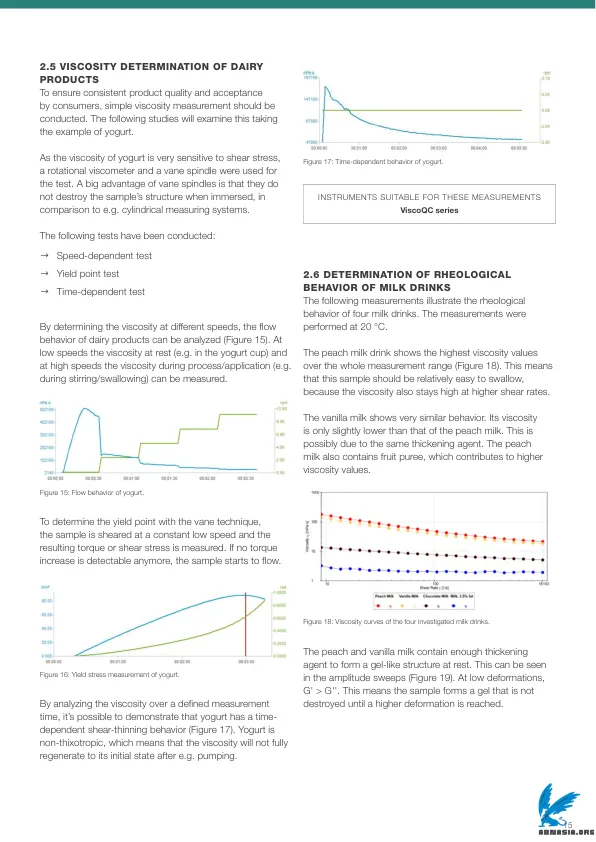 2.5 VISCOSITY DETERMINATION OF DAIRY
PRODUCTS
To ensure consistent product quality and acceptance
by consumers, simple viscosity measurement should be
conducted. The following studies will examine this taking
the example of yogurt.
As the viscosity of yogurt is very sensitive to shear stress,
a rotational viscometer and a vane spindle were used for
the test. A big advantage of vane spindles is that they do
not destroy the sample's structure when immersed, in
comparison to e.g. cylindrical measuring systems.
The following tests have been conducted:
→ Speed-dependent test
→ Yield point test
→ Time-dependent test
By determining the viscosity at different speeds, the flow
behavior of dairy products can be analyzed (Figure 15). At
low speeds the viscosity at rest (e.g. in the yogurt cup) and
at high speeds the viscosity during process/application (e.g.
during stirring/swallowing) can be measured.
Figure 15: Flow behavior of yogurt.
To determine the yield point with the vane technique,
the sample is sheared at a constant low speed and the
resulting torque or shear stress is measured. If no torque
increase is detectable anymore, the sample starts to flow.
Figure 16: Yield stress measurement of yogurt.
By analyzing the viscosity over a defined measurement
time, it's possible to demonstrate that yogurt has a time-
dependent shear-thinning behavior (Figure 17). Yogurt is
non-thixotropic, which means that the viscosity will not fully
regenerate to its initial state after e.g. pumping.
Figure 17: Time-dependent behavior of yogurt.
INSTRUMENTS SUITABLE FOR THESE MEASUREMENTS
ViscoQC series
2.6 DETERMINATION OF RHEOLOGICAL
BEHAVIOR OF MILK DRINKS
The following measurements illustrate the rheological
behavior of four milk drinks. The measurements were
performed at 20 °C.
The peach milk drink shows the highest viscosity values
over the whole measurement range (Figure 18). This means
that this sample should be relatively easy to swallow,
because the viscosity also stays high at higher shear rates.
The vanilla milk shows very similar behavior. Its viscosity
is only slightly lower than that of the peach milk. This is
possibly due to the same thickening agent. The peach
milk also contains fruit puree, which contributes to higher
viscosity values.
Peach Milk Vanilla Milk Chocolate Milk Milk, 3.5% fat
Figure 18: Viscosity curves of the four investigated milk drinks.
The peach and vanilla milk contain enough thickening
agent to form a gel-like structure at rest. This can be seen
in the amplitude sweeps (Figure 19). At low deformations,
G' > G''. This means the sample forms a gel that is not
destroyed until a higher deformation is reached.
15
ABNASIA.ORG